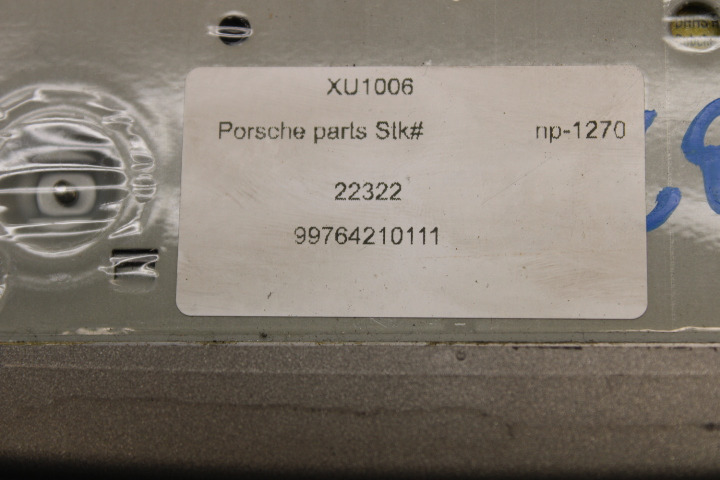 XU1006
Porsche parts Stk# np-1270
22322
99764210111